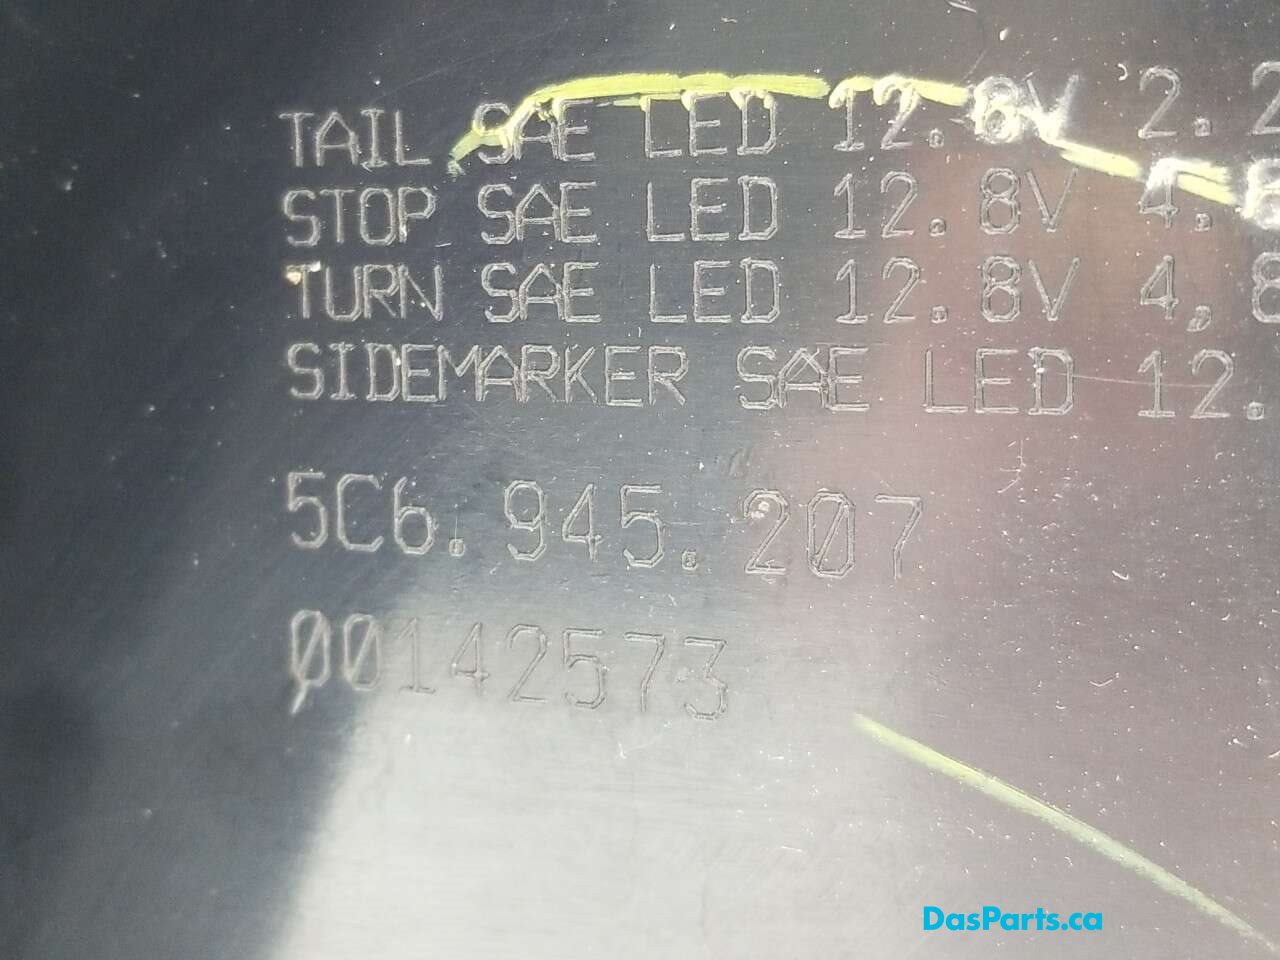 TAIL SAE LED 12.8V 2.2
STOP SAE LED 12.8V 4.8
TURN SAE LED 12.8V 4,8
SIDEMARKER SAE LED 12.
5C6.945.207
00142573
DasParts.ca